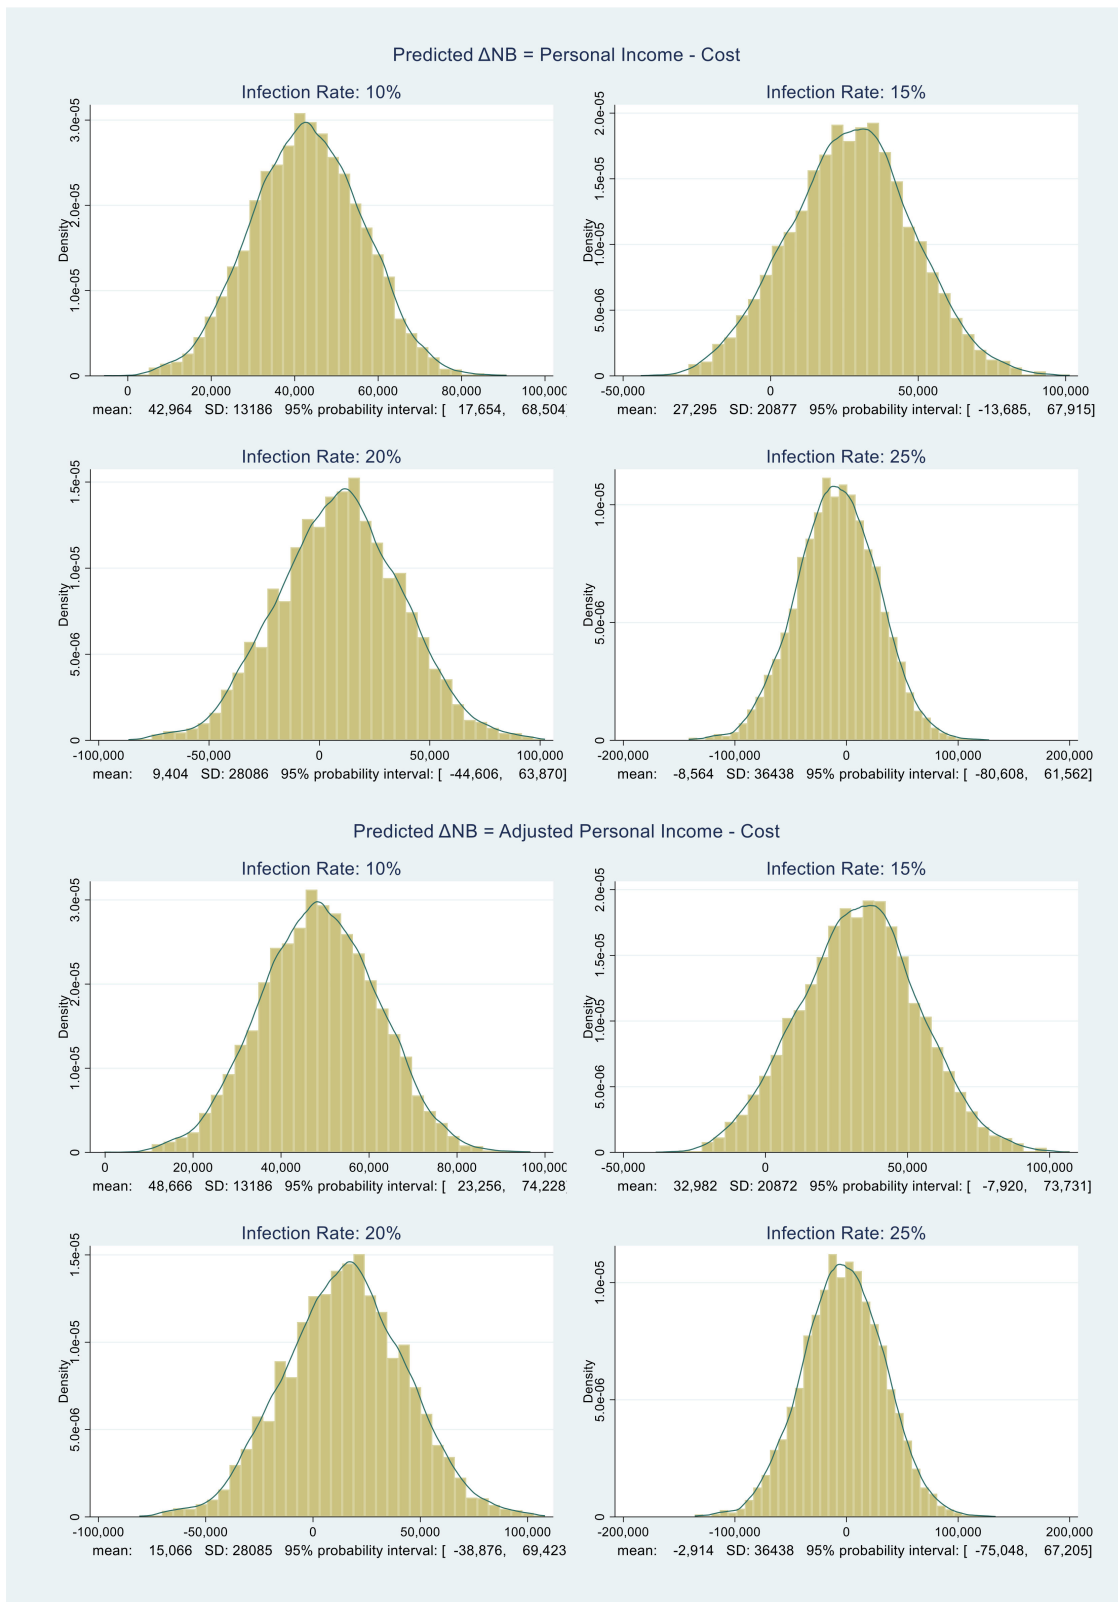 Predicted ΔNB = Personal Income - Cost
Infection Rate: 10%
Density
3.0e-05
2.0e-05
1.0e-05
0
0 20,000 40,000 60,000 80,000 100,000
mean: 42,964 SD: 13186 95% probability interval: [ 17,654, 68,504
Infection Rate: 15%
Density
2.0e-05
1.5e-05
1.0e-05
5.0e-06
0
-50,000 0 50,000 100,000
mean: 27,295 SD: 20877 95% probability interval: [ -13,685, 67,915]
Infection Rate: 20%
Density
1.5e-05
1.0e-05
5.0e-06
0
-100,000 -50,000 0 50,000 100,000
mean: 9,404 SD: 28086 95% probability interval: [ -44,606, 63,870]
Infection Rate: 25%
Density
1.0e-05
5.0e-06
0
-200,000 -100,000 0 100,000 200,000
mean: -8,564 SD: 36438 95% probability interval: [ -80,608, 61,562]
Predicted ΔNB = Adjusted Personal Income - Cost
Infection Rate: 10%
Density
3.0e-05
2.0e-05
1.0e-05
0
0 20,000 40,000 60,000 80,000 100,000
mean: 48,666 SD: 13186 95% probability interval: [ 23,256, 74,228
Infection Rate: 15%
Density
2.0e-05
1.5e-05
1.0e-05
5.0e-06
0
-50,000 0 50,000 100,000
mean: 32,982 SD: 20872 95% probability interval: [ -7,920, 73,731]
Infection Rate: 20%
Density
1.5e-05
1.0e-05
5.0e-06
0
-100,000 -50,000 0 50,000 100,000
mean: 15,066 SD: 28085 95% probability interval: [ -38,876, 69,423
Infection Rate: 25%
Density
1.0e-05
5.0e-06
0
-200,000 -100,000 0 100,000 200,000
mean: -2,914 SD: 36438 95% probability interval: [ -75,048, 67,205]